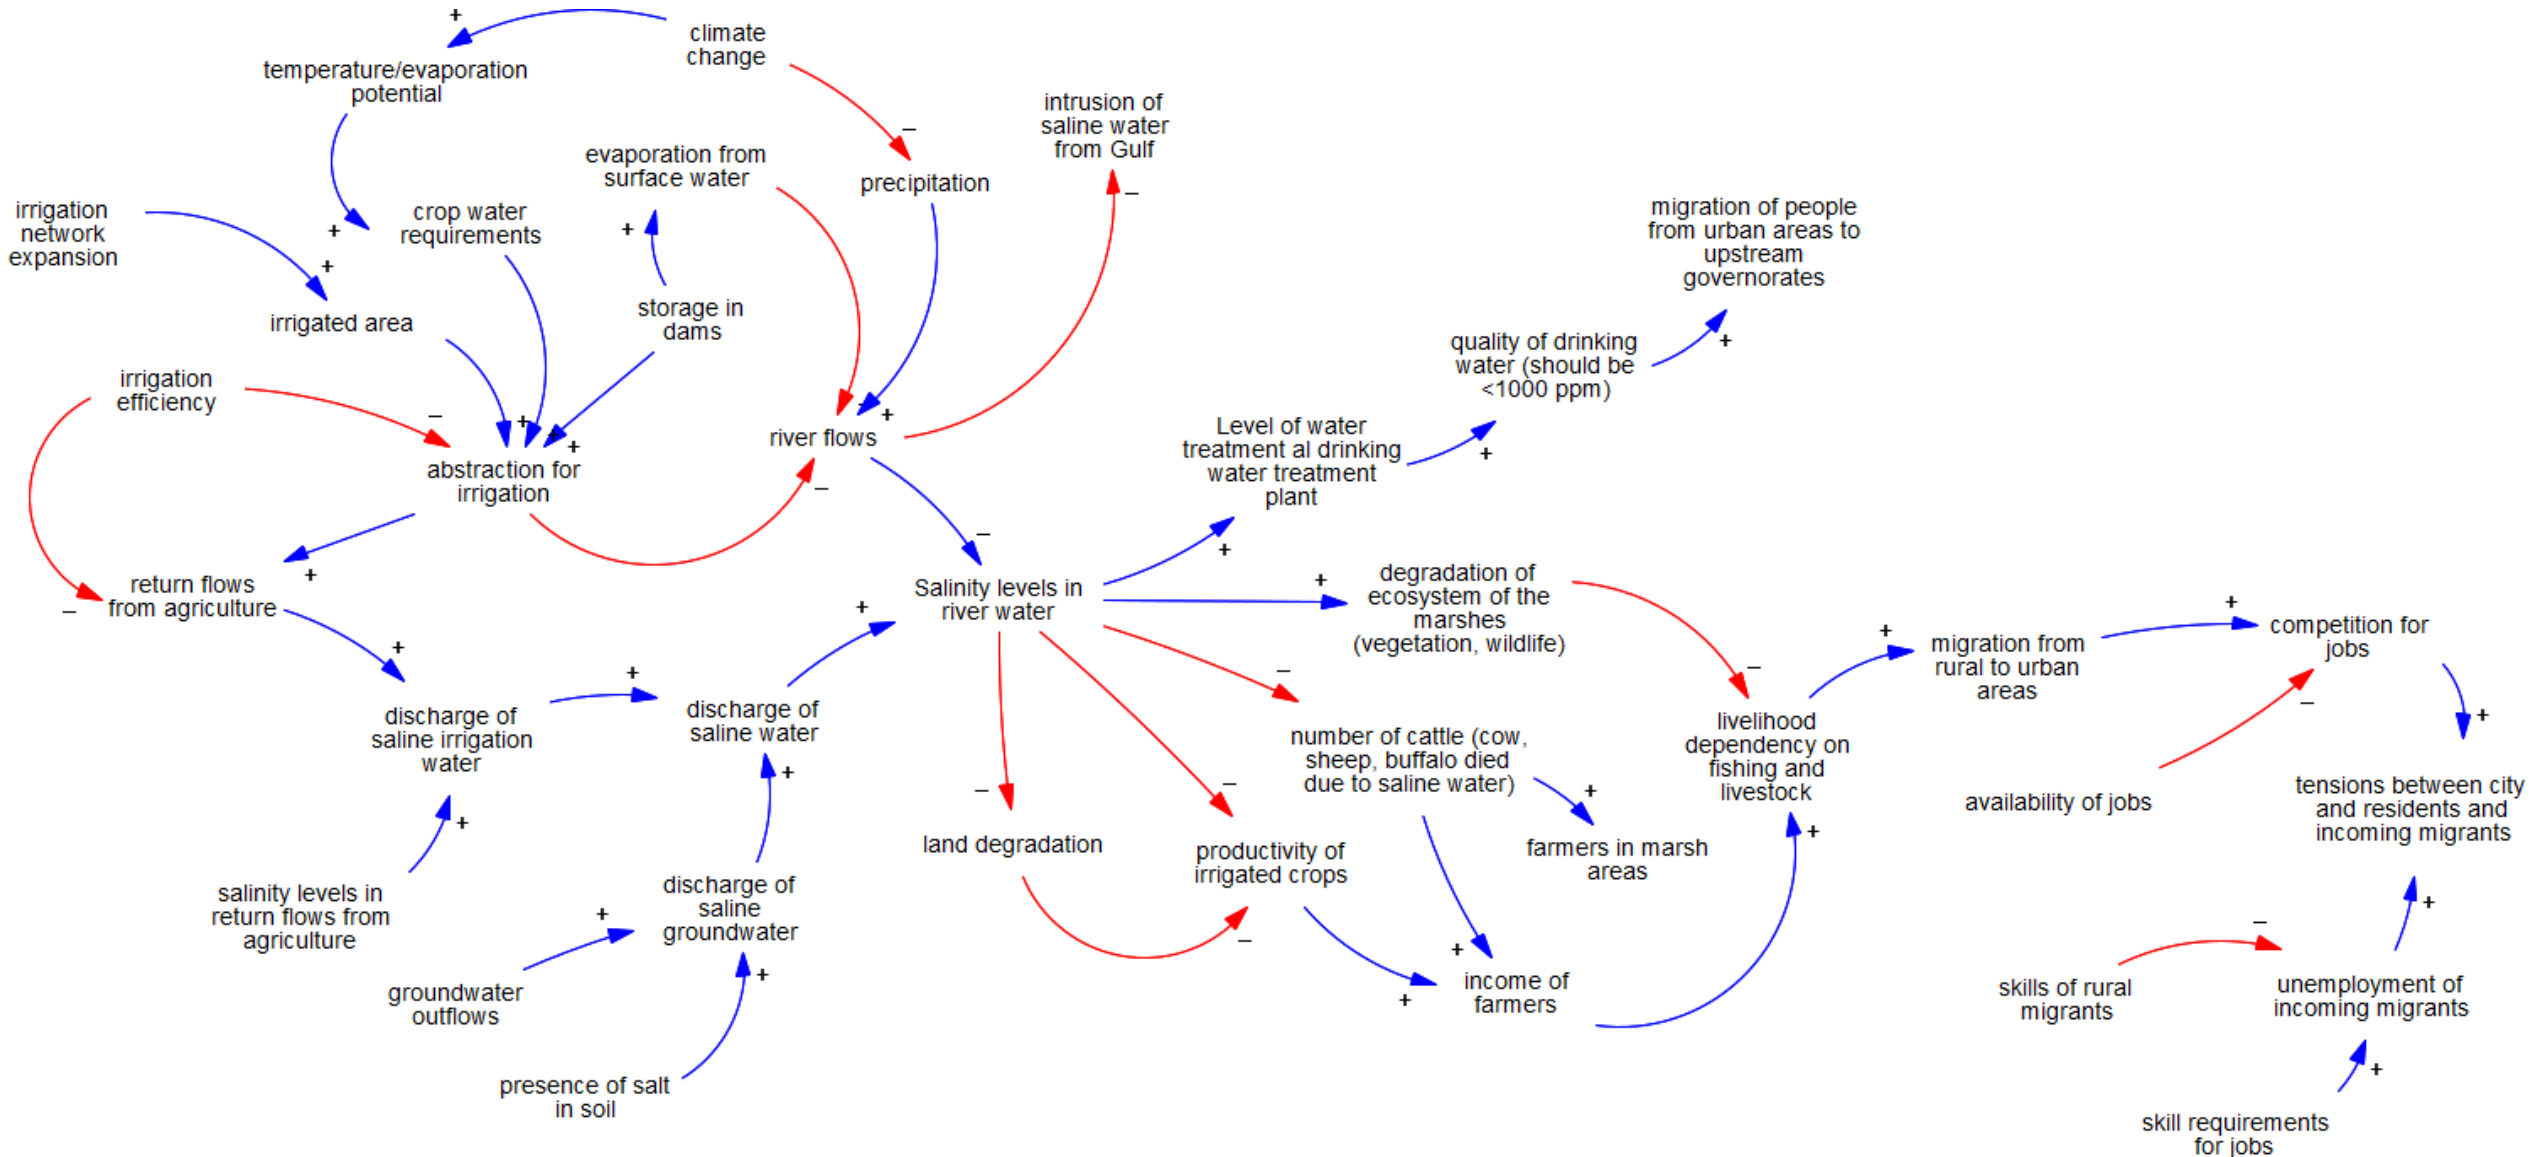 climate
change
temperature/evaporation
potential
intrusion of
saline water
from Gulf
evaporation from
surface water
precipitation
irrigation
network
expansion
crop water
requirements
migration of people
from urban areas to
upstream
governorates
irrigated area
storage in
dams
quality of drinking
water (should be
<1000 ppm)
irrigation
efficiency
river flows
Level of water
treatment al drinking
water treatment
plant
abstraction for
irrigation
return flows
from agriculture
Salinity levels in
river water
degradation of
ecosystem of the
marshes
(vegetation, wildlife)
migration from
rural to urban
areas
competition for
jobs
discharge of
saline irrigation
water
discharge of
saline water
number of cattle (cow,
sheep, buffalo died
due to saline water)
livelihood
dependency on
fishing and
livestock
availability of jobs
tensions between city
and residents and
incoming migrants
land degradation
productivity of
irrigated crops
farmers in marsh
areas
salinity levels in
return flows from
agriculture
discharge of
saline
groundwater
groundwater
outflows
income of
farmers
skills of rural
migrants
unemployment of
incoming migrants
presence of salt
in soil
skill requirements
for jobs